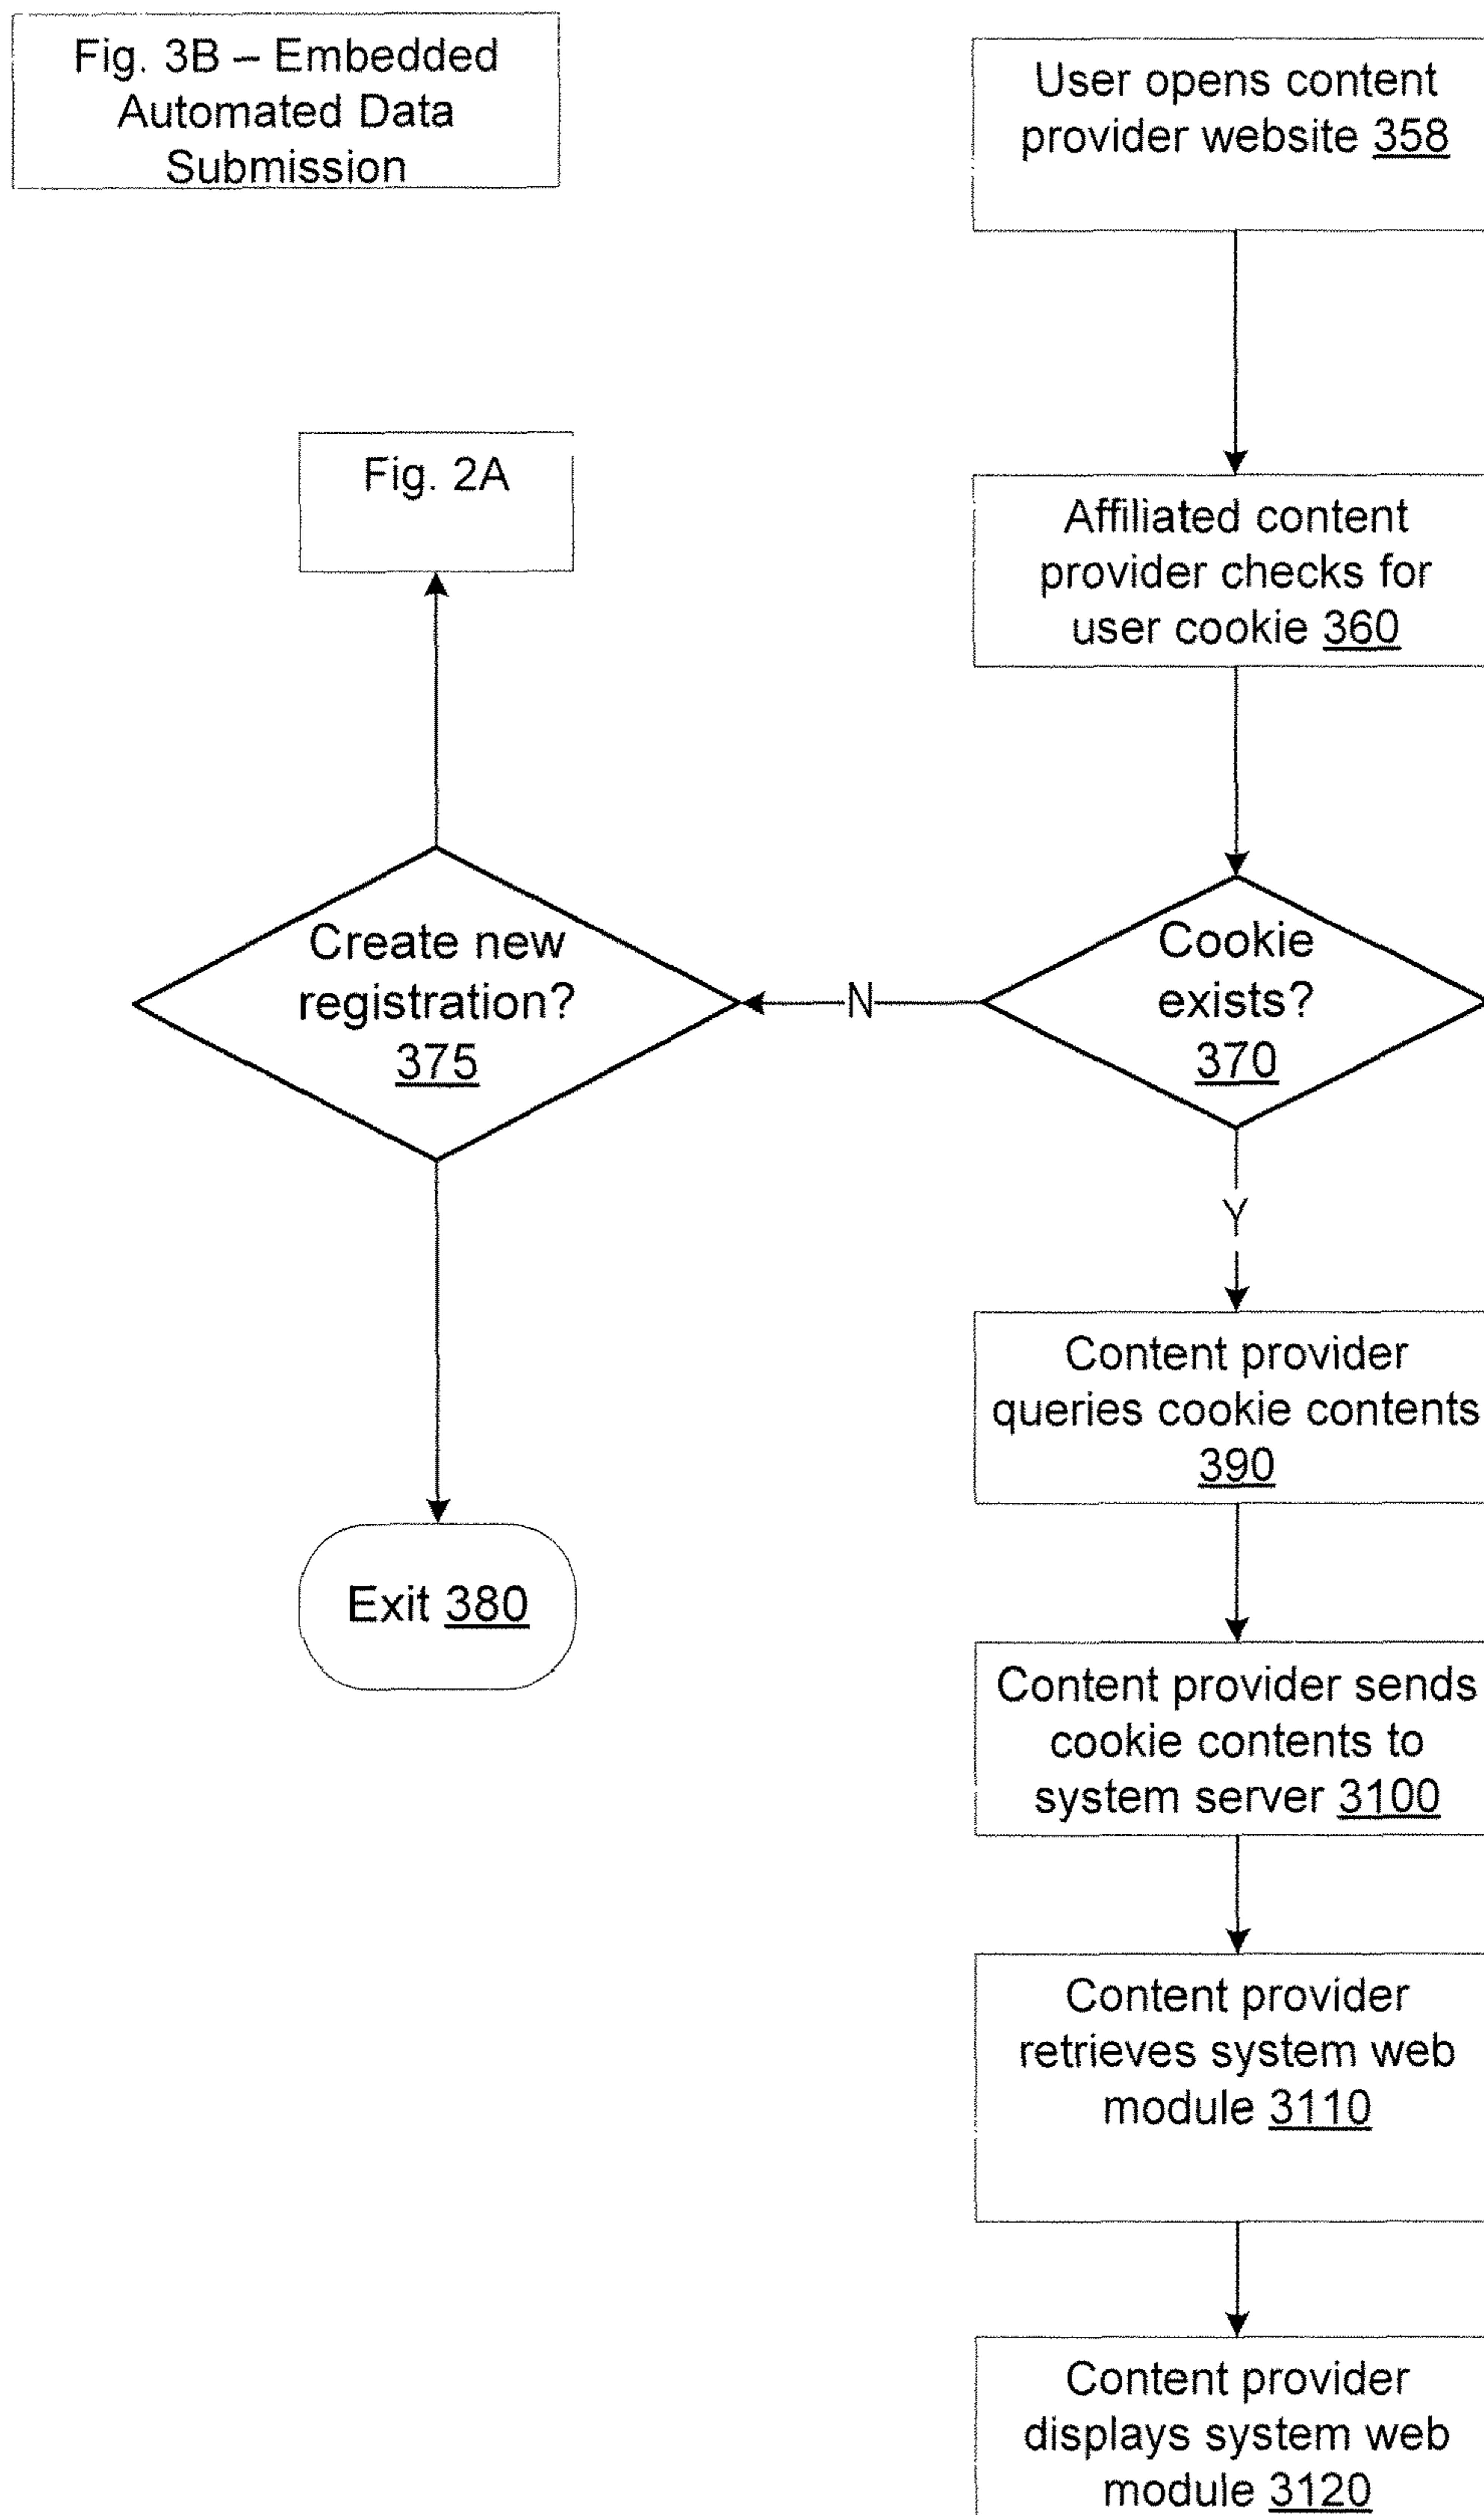 Fig. 3B – Embedded
Automated Data
Submission
User opens content
provider website 358
Fig. 2A
Affiliated content
provider checks for
user cookie 360
Create new
registration?
375
N
Cookie
exists?
370
Y
Content provider
queries cookie contents
390
Exit 380
Content provider sends
cookie contents to
system server 3100
Content provider
retrieves system web
module 3110
Content provider
displays system web
module 3120